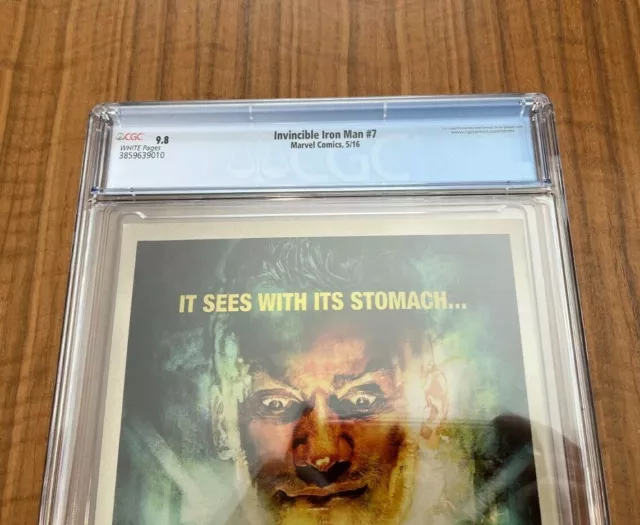 CGC 9.8
WHITE Pages
3859639010
Invincible Iron Man #7
Marvel Comics, 5/16
CGC
IT SEES WITH ITS STOMACH...